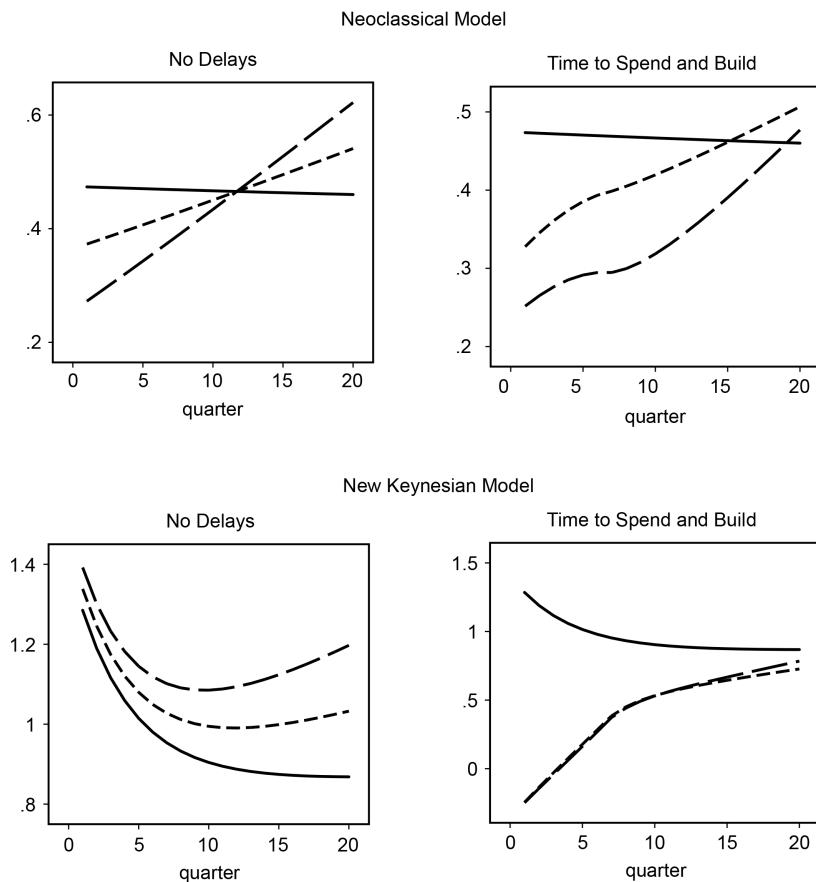 Neoclassical Model
No Delays
Time to Spend and Build
.6
.4
.2
0 5 10 15 20
quarter
.5
.4
.3
.2
0 5 10 15 20
quarter
New Keynesian Model
No Delays
Time to Spend and Build
1.4
1.2
1
.8
0 5 10 15 20
quarter
1.5
1
.5
0
0 5 10 15 20
quarter